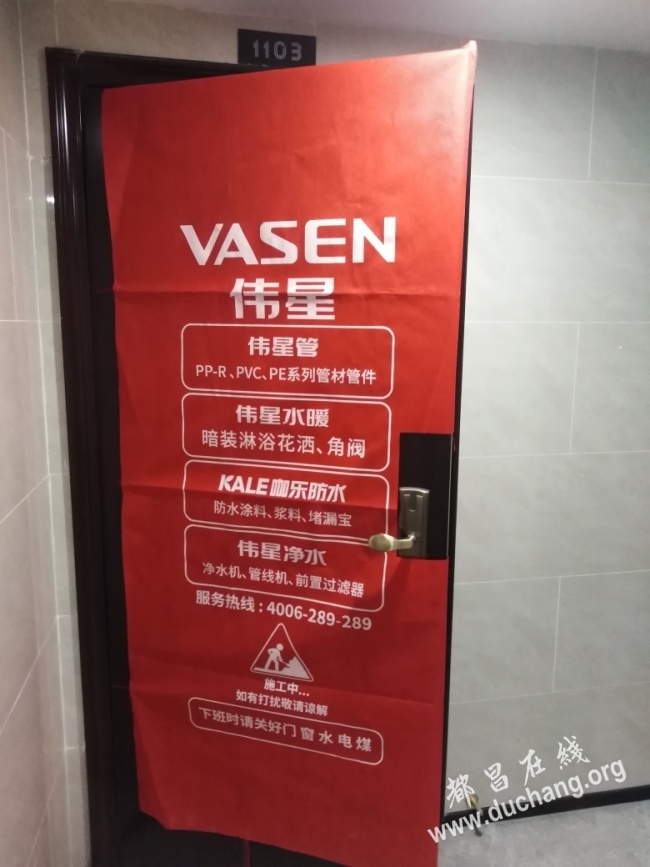 1103
VASEN
伟星
伟星管
PP-R、PVC、PE系列管材管件
伟星水暖
暗装淋浴花洒、角阀
KALE咖乐防水
防水涂料、浆料、堵漏宝
伟星净水
净水机、管线机、前置过滤器
服务热线：4006-289-289
施工中...
如有打扰敬请谅解
下班时请关好门窗水电煤
都昌在线
www.duchang.org